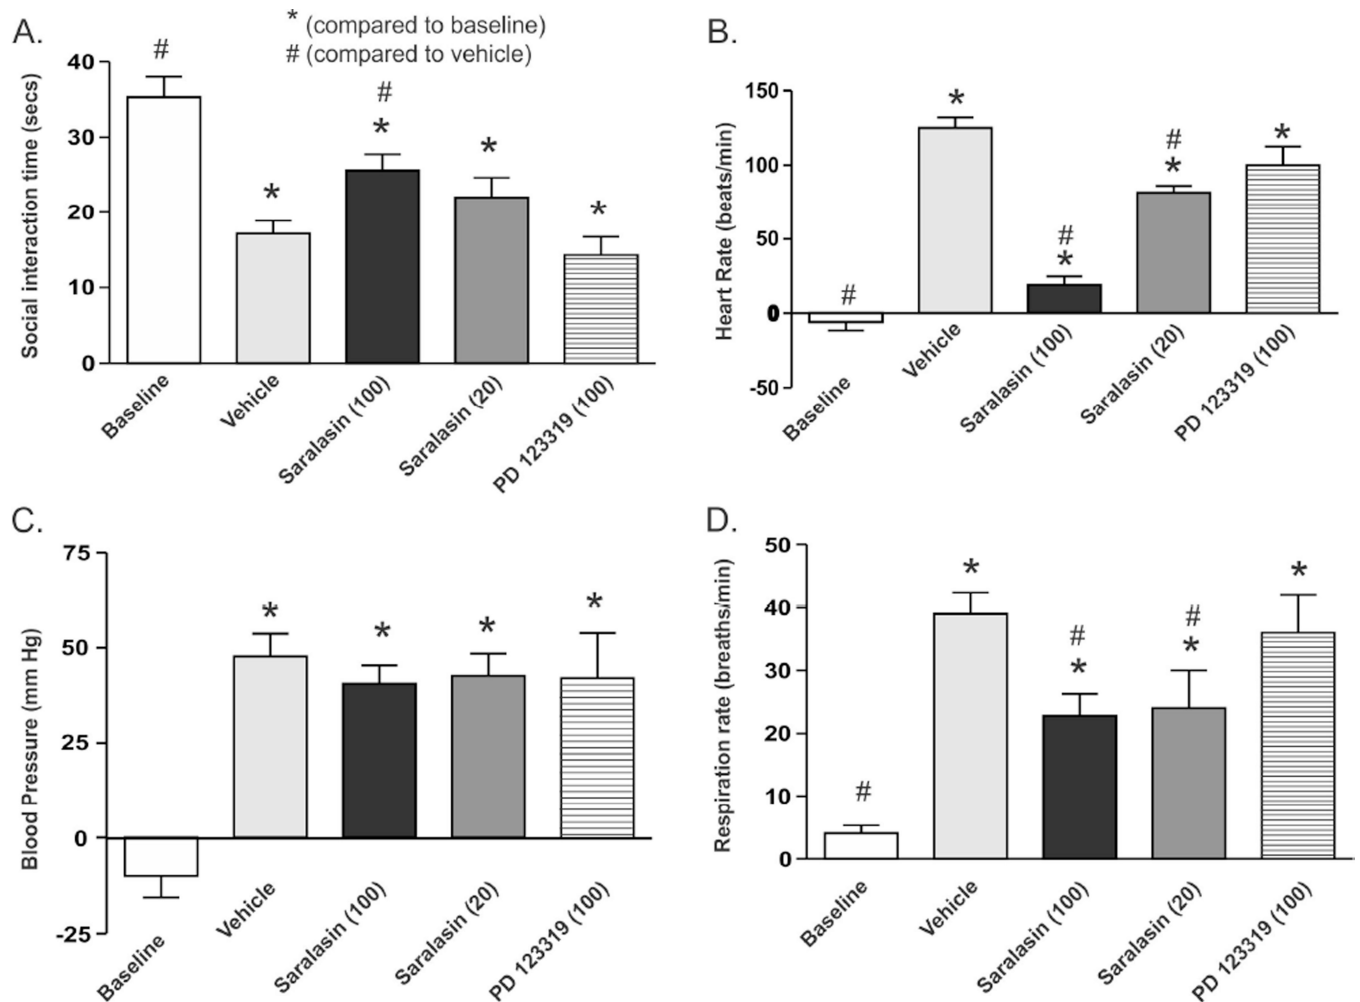 A.
* (compared to baseline)
# (compared to vehicle)
Social interaction time (secs)
40
30
20
10
0
#
*
#
*
*
*
Baseline
Vehicle
Saralasin (100)
Saralasin (20)
PD 123319 (100)
B.
Heart Rate (beats/min)
150
100
50
0
-50
#
*
#
*
#
*
*
Baseline
Vehicle
Saralasin (100)
Saralasin (20)
PD 123319 (100)
C.
Blood Pressure (mm Hg)
75
50
25
0
-25
*
*
*
*
Baseline
Vehicle
Saralasin (100)
Saralasin (20)
PD 123319 (100)
D.
Respiration rate (breaths/min)
50
40
30
20
10
0
#
*
#
*
#
*
*
Baseline
Vehicle
Saralasin (100)
Saralasin (20)
PD 123319 (100)